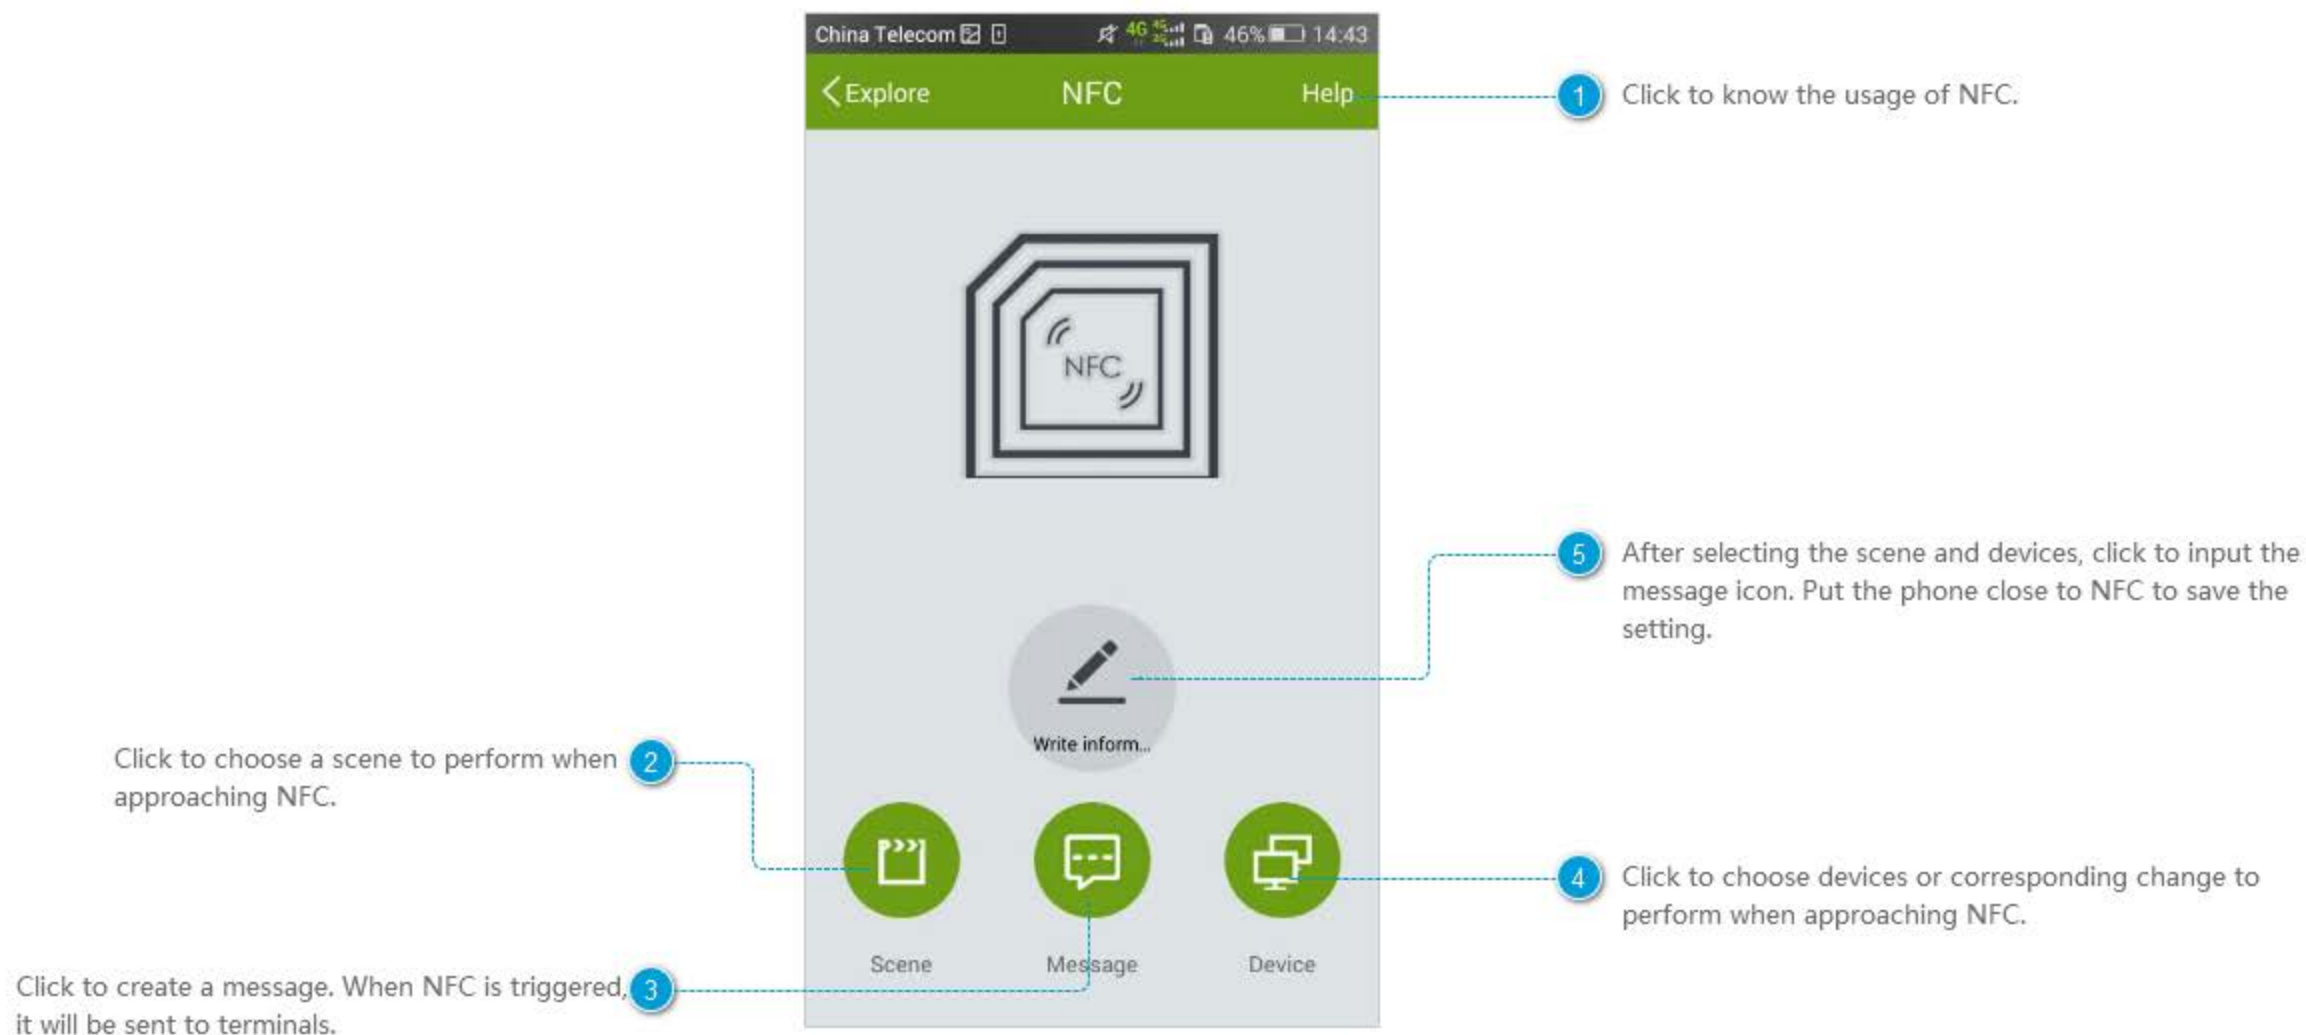 China Telecom 4G 4G 2G 46% 14:43
Explore NFC Help
1 Click to know the usage of NFC.
NFC
5 After selecting the scene and devices, click to input the
message icon. Put the phone close to NFC to save the
setting.
Write inform...
Click to choose a scene to perform when 2
approaching NFC.
4 Click to choose devices or corresponding change to
perform when approaching NFC.
Scene Message Device
Click to create a message. When NFC is triggered, 3
it will be sent to terminals.